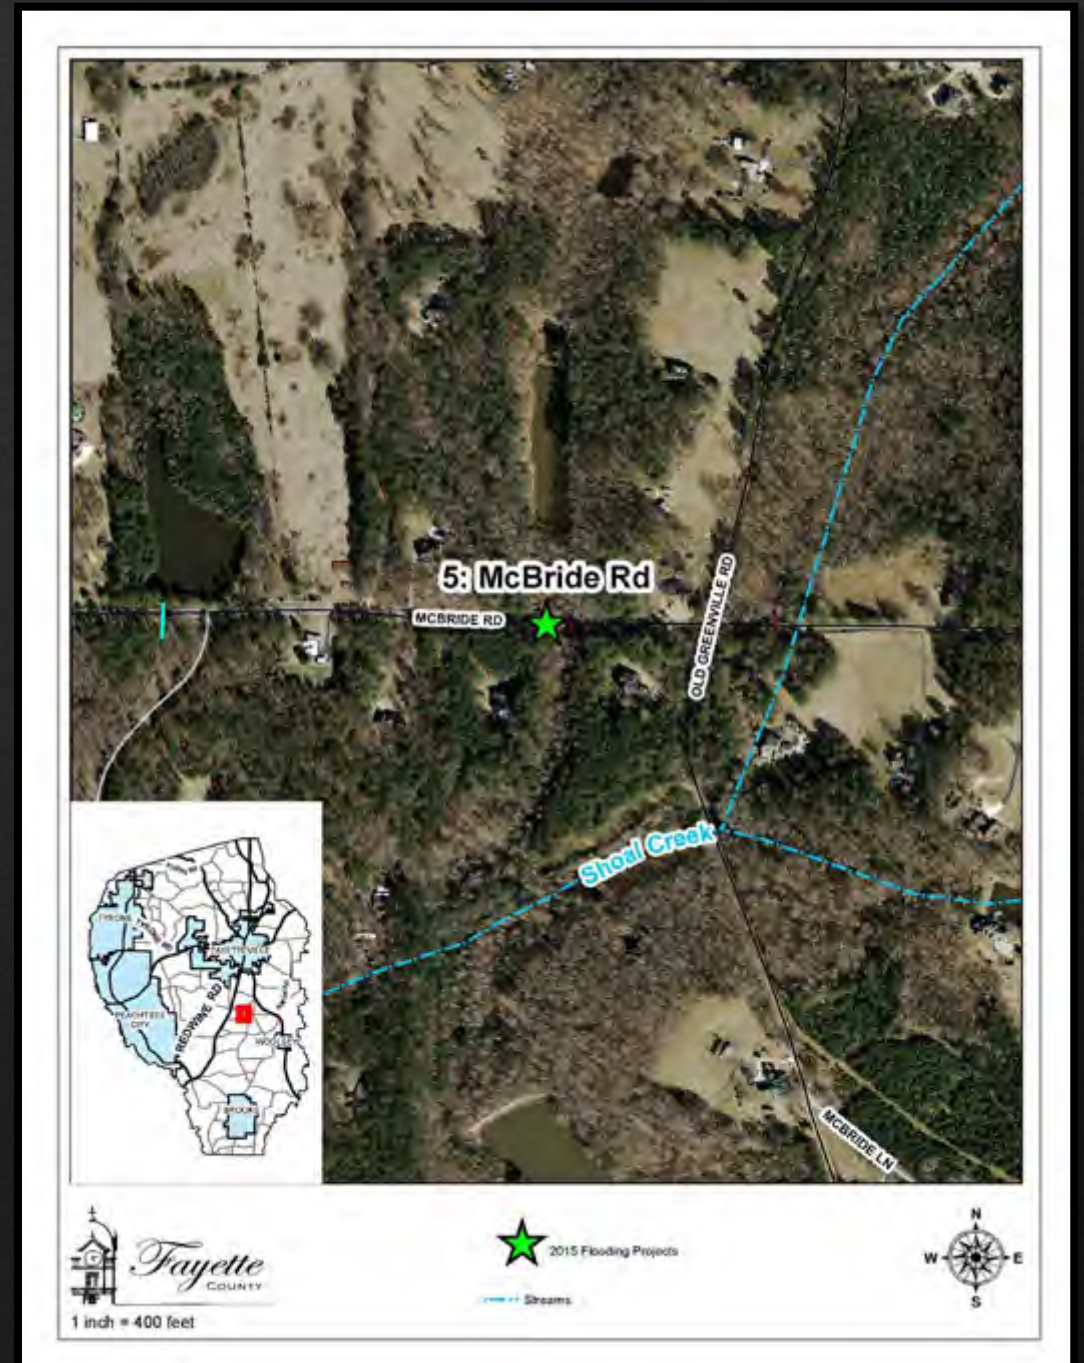 5: McBride Rd
MCBRIDE RD
OLD GREENVILLE RD
Shoal Creek
MCBRIDE LN
TYRONE
FAYETTEVILLE
PEACHTREE
CITY
REDWINE RD
BROOKS
Fayette
COUNTY
1 inch = 400 feet
2015 Flooding Projects
Streams
N
W
E
S